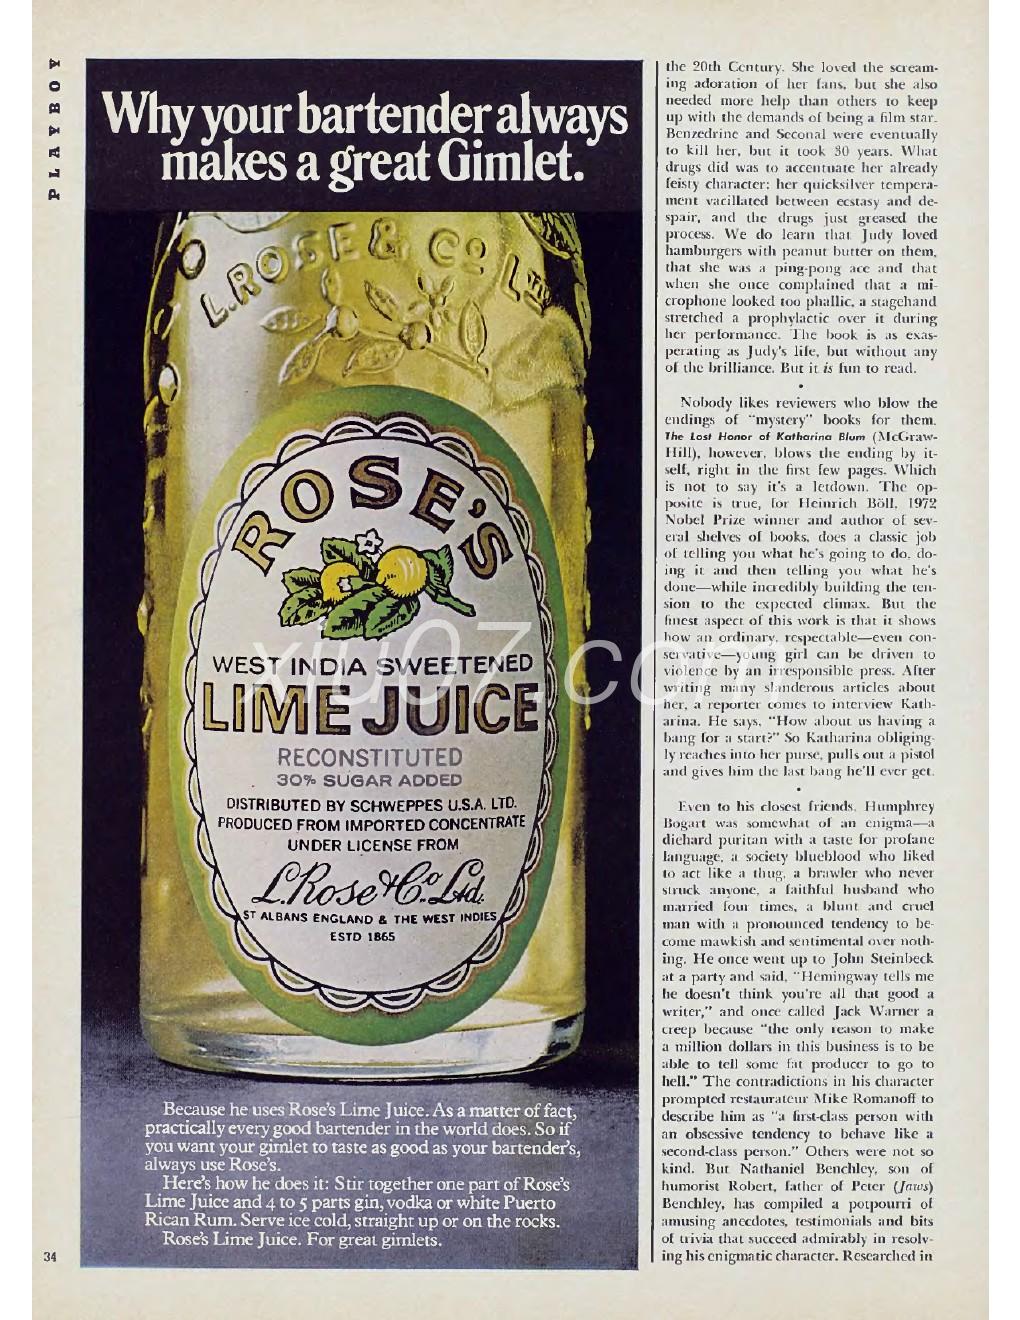 PLAYBOY
Why your bartender always
makes a great Gimlet.
L.ROSE & Co LTD
ROSE'S
WEST INDIA SWEETENED
LIME JUICE
RECONSTITUTED
30% SUGAR ADDED
DISTRIBUTED BY SCHWEPPES U.S.A. LTD.
PRODUCED FROM IMPORTED CONCENTRATE
UNDER LICENSE FROM
L.Rose & Co. Ltd.
ST ALBANS ENGLAND & THE WEST INDIES
ESTD 1865
Because he uses Rose's Lime Juice. As a matter of fact,
practically every good bartender in the world does. So if
you want your gimlet to taste as good as your bartender's,
always use Rose's.
Here's how he does it: Stir together one part of Rose's
Lime Juice and 4 to 5 parts gin, vodka or white Puerto
Rican Rum. Serve ice cold, straight up or on the rocks.
Rose's Lime Juice. For great gimlets.
34
the 20th Century. She loved the scream-
ing adoration of her fans, but she also
needed more help than others to keep
up with the demands of being a film star.
Benzedrine and Seconal were eventually
to kill her, but it took 30 years. What
drugs did was to accentuate her already
feisty character; her quicksilver tempera-
ment vacillated between ecstasy and de-
spair, and the drugs just greased the
process. We do learn that Judy loved
hamburgers with peanut butter on them,
that she was a ping-pong ace and that
when she once complained that a mi-
crophone looked too phallic, a stagehand
stretched a prophylactic over it during
her performance. The book is as exas-
perating as Judy's life, but without any
of the brilliance. But it is fun to read.
•
Nobody likes reviewers who blow the
endings of "mystery" books for them.
The Lost Honor of Katharina Blum (McGraw-
Hill), however, blows the ending by it-
self, right in the first few pages. Which
is not to say it's a letdown. The op-
posite is true, for Heinrich Böll, 1972
Nobel Prize winner and author of sev-
eral shelves of books, does a classic job
of telling you what he's going to do, do-
ing it and then telling you what he's
done—while incredibly building the ten-
sion to the expected climax. But the
finest aspect of this work is that it shows
how an ordinary, respectable—even con-
servative—young girl can be driven to
violence by an irresponsible press. After
writing many slanderous articles about
her, a reporter comes to interview Kath-
arina. He says, "How about us having a
bang for a start?" So Katharina obliging-
ly reaches into her purse, pulls out a pistol
and gives him the last bang he'll ever get.
•
Even to his closest friends, Humphrey
Bogart was somewhat of an enigma—a
diehard puritan with a taste for profane
language, a society blueblood who liked
to act like a thug, a brawler who never
struck anyone, a faithful husband who
married four times, a blunt and cruel
man with a pronounced tendency to be-
come mawkish and sentimental over noth-
ing. He once went up to John Steinbeck
at a party and said, "Hemingway tells me
he doesn't think you're all that good a
writer," and once called Jack Warner a
creep because "the only reason to make
a million dollars in this business is to be
able to tell some fat producer to go to
hell." The contradictions in his character
prompted restaurateur Mike Romanoff to
describe him as "a first-class person with
an obsessive tendency to behave like a
second-class person." Others were not so
kind. But Nathaniel Benchley, son of
humorist Robert, father of Peter (Jaws)
Benchley, has compiled a potpourri of
amusing anecdotes, testimonials and bits
of trivia that succeed admirably in resolv-
ing his enigmatic character. Researched in
xiu07.com